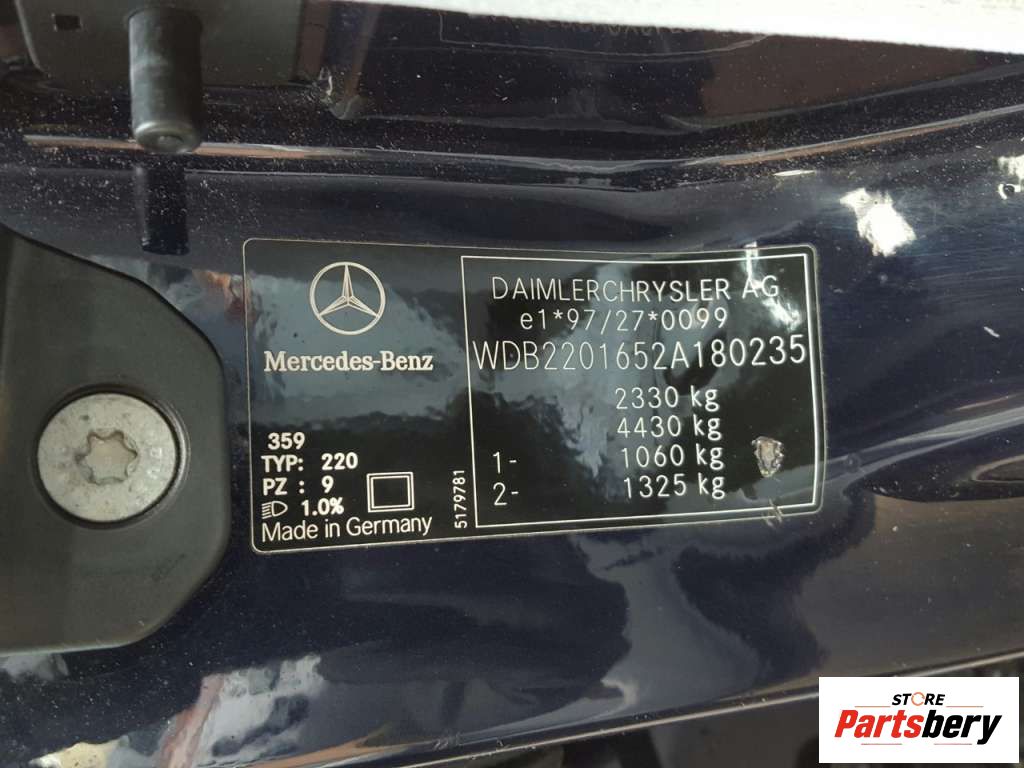 Mercedes-Benz
359
TYP: 220
PZ : 9
1.0%
Made in Germany
5179781
DAIMLERCHRYSLER AG
e1*97/27*0099
WDB2201652A180235
2330 kg
4430 kg
1- 1060 kg
2- 1325 kg
STORE
Partsbery